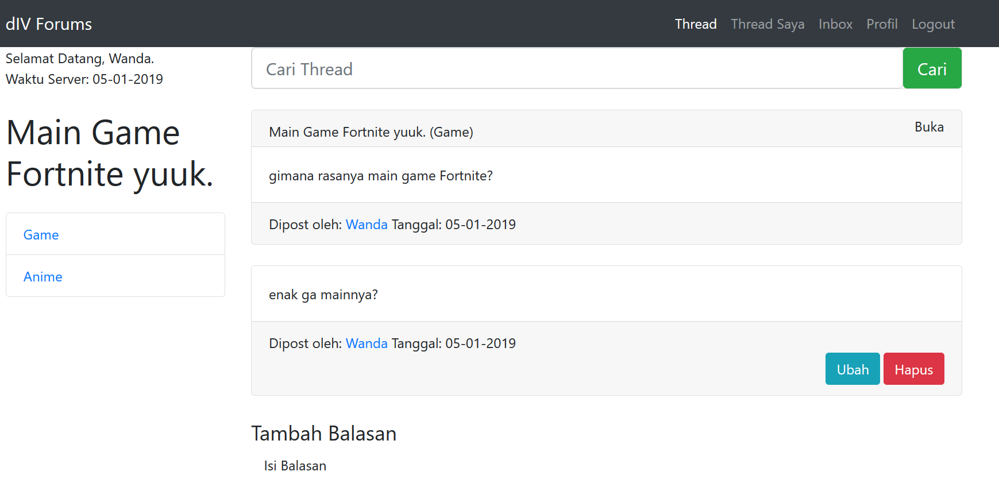 dIV Forums
Thread Thread Saya Inbox Profil Logout
Selamat Datang, Wanda.
Waktu Server: 05-01-2019
Main Game
Fortnite yuuk.
Game
Anime
Cari Thread
Cari
Main Game Fortnite yuuk. (Game)
Buka
gimana rasanya main game Fortnite?
Dipost oleh: Wanda Tanggal: 05-01-2019
enak ga mainnya?
Dipost oleh: Wanda Tanggal: 05-01-2019
Ubah
Hapus
Tambah Balasan
Isi Balasan